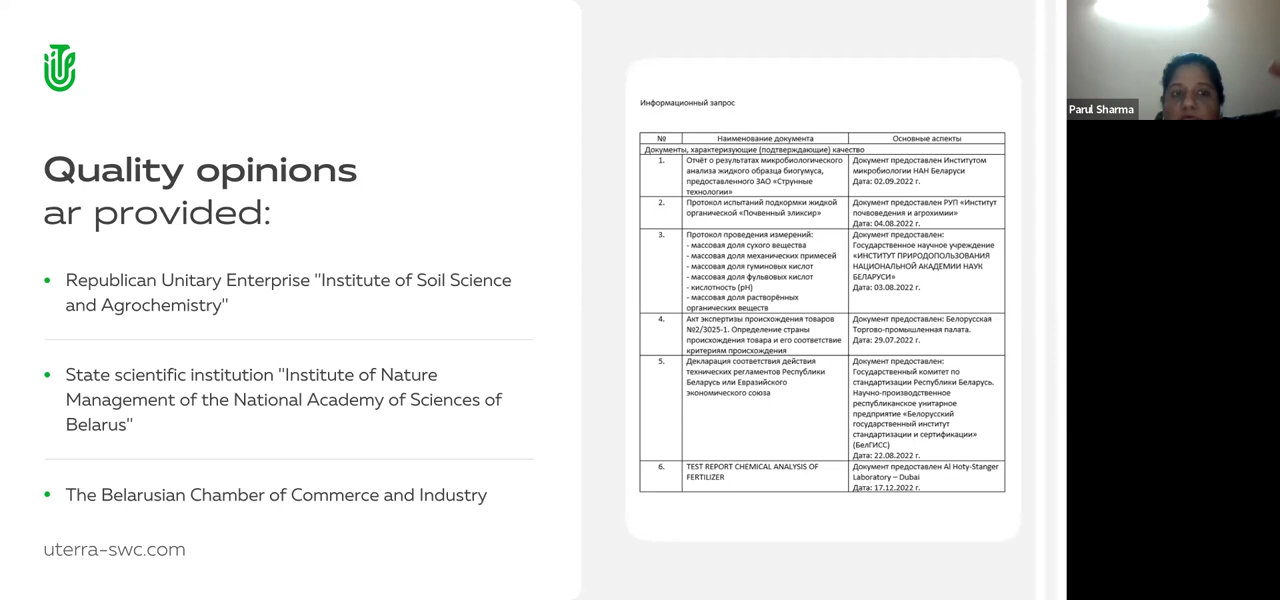 Quality opinions
ar provided:
• Republican Unitary Enterprise "Institute of Soil Science
and Agrochemistry"
• State scientific institution "Institute of Nature
Management of the National Academy of Sciences of
Belarus"
• The Belarusian Chamber of Commerce and Industry
uterra-swc.com
Информационный запрос
№ Наименование документа Основные аспекты
Документы, характеризующие (подтверждающие) качество
1. Отчёт о результатах микробиологического
анализа жидкого образца биогумуса,
предоставленного ЗАО «Струнные
технологии»
Документ предоставлен Институтом
микробиологии НАН Беларуси
Дата: 02.09.2022 г.
2. Протокол испытаний подкормки жидкой
органической «Почвенный эликсир»
Документ предоставлен РУП «Институт
почвоведения и агрохимии»
Дата: 04.08.2022 г.
3. Протокол проведения измерений:
- массовая доля сухого вещества
- массовая доля механических примесей
- массовая доля гуминовых кислот
- массовая доля фульвовых кислот
- кислотность (pH)
- массовая доля растворённых
органических веществ
Документ предоставлен:
Государственное научное учреждение
«ИНСТИТУТ ПРИРОДОПОЛЬЗОВАНИЯ
НАЦИОНАЛЬНОЙ АКАДЕМИИ НАУК
БЕЛАРУСИ»
Дата: 03.08.2022 г.
4. Акт экспертизы происхождения товаров
№2/3025-1. Определение страны
происхождения товара и его соответствие
критериям происхождения
Документ предоставлен: Белорусская
Торгово-промышленная палата.
Дата: 29.07.2022 г.
5. Декларация соответствия действия
технических регламентов Республики
Беларусь или Евразийского
экономического союза
Документ предоставлен:
Государственный комитет по
стандартизации Республики Беларусь.
Научно-производственное
республиканское унитарное
предприятие «Белорусский
государственный институт
стандартизации и сертификации»
(БелГИСС)
Дата: 22.08.2022 г.
6. TEST REPORT CHEMICAL ANALYSIS OF
FERTILIZER
Документ предоставлен Al Hoty-Stanger
Laboratory – Dubai
Дата: 17.12.2022 г.
Parul Sharma